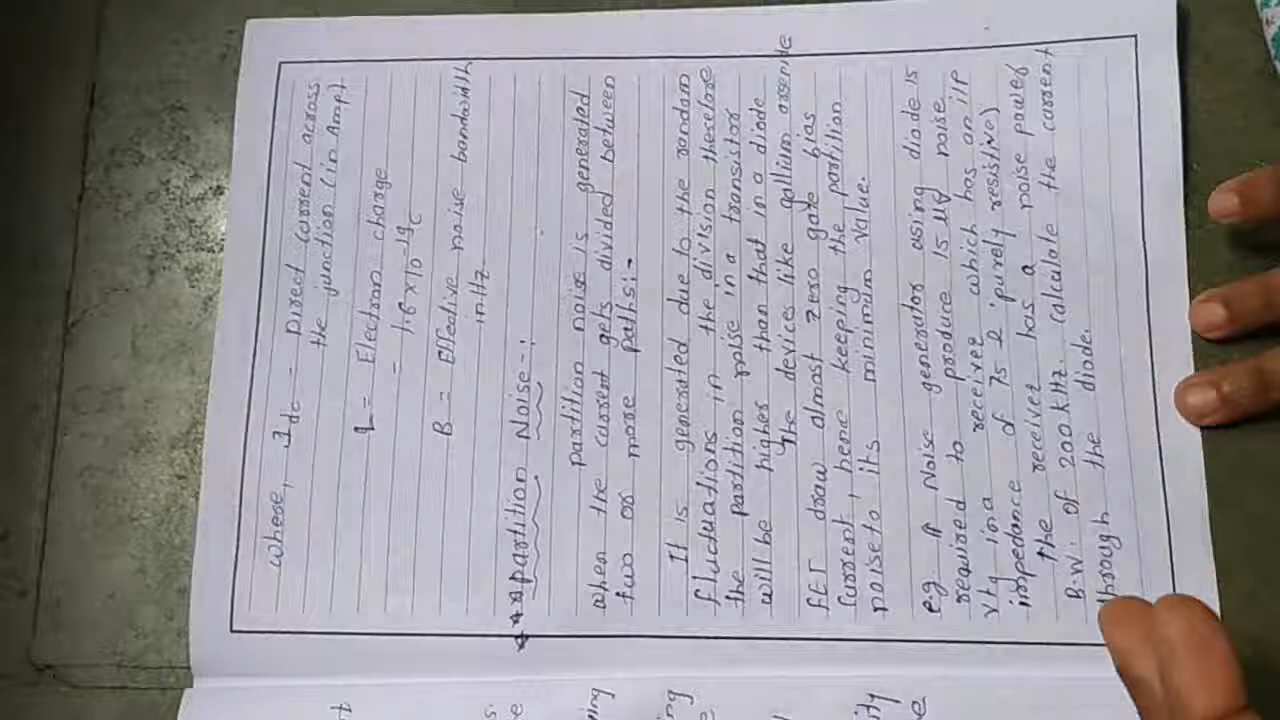 where, Idc = Direct current across
the junction (in Amp).
q = Electron charge
= 1.6 x 10-19 C
B = Effective noise bandwidth
in Hz.
*** Partition Noise-:
partition noise is generated
when the current gets divided between
two or more paths:-
It is generated due to the random
fluctuations in the division therefore
the partition noise in a transistor
will be higher than that in a diode
The devices like gallium arsenide
FET draw almost zero gate bias
current, hence keeping the partition
noise to its minimum value.
e.g. A Noise generator using diode is
required to produce 15 μV noise
Vtg in a receiver which has an i/p
impedance of 75 Ω (purely resistive)
The receiver has a noise power
B.W. of 200 kHz. Calculate the current
through the diode.
t
s
e
ning
ing
e.
ity
e